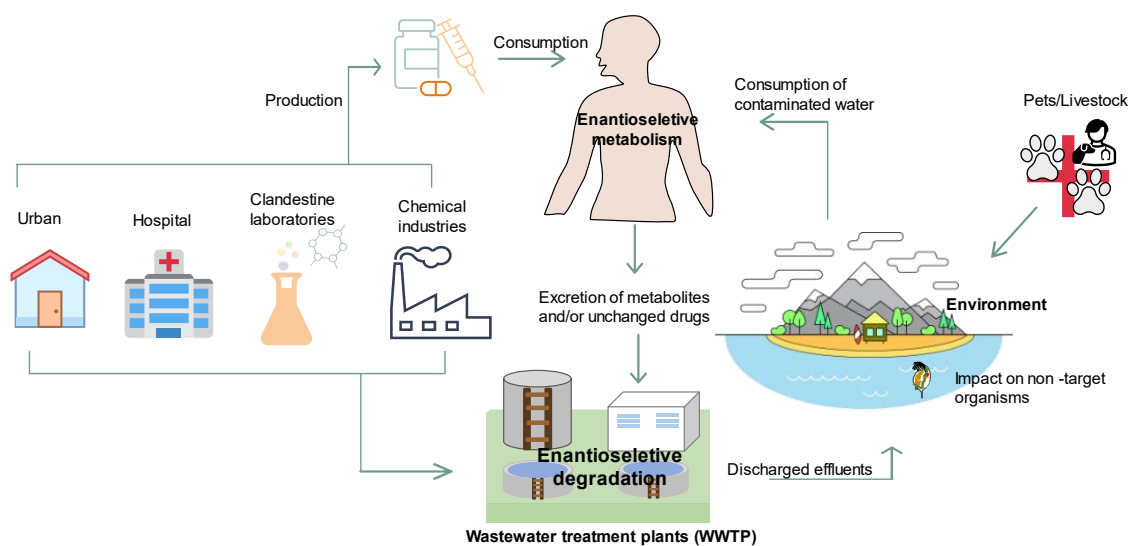 Consumption
Production
Enantioseletive
metabolism
Consumption of
contaminated water
Pets/Livestock
Urban
Hospital
Clandestine
laboratories
Chemical
industries
Excretion of metabolites
and/or unchanged drugs
Environment
Impact on non -target
organisms
Enantioseletive
degradation
Discharged effluents
Wastewater treatment plants (WWTP)